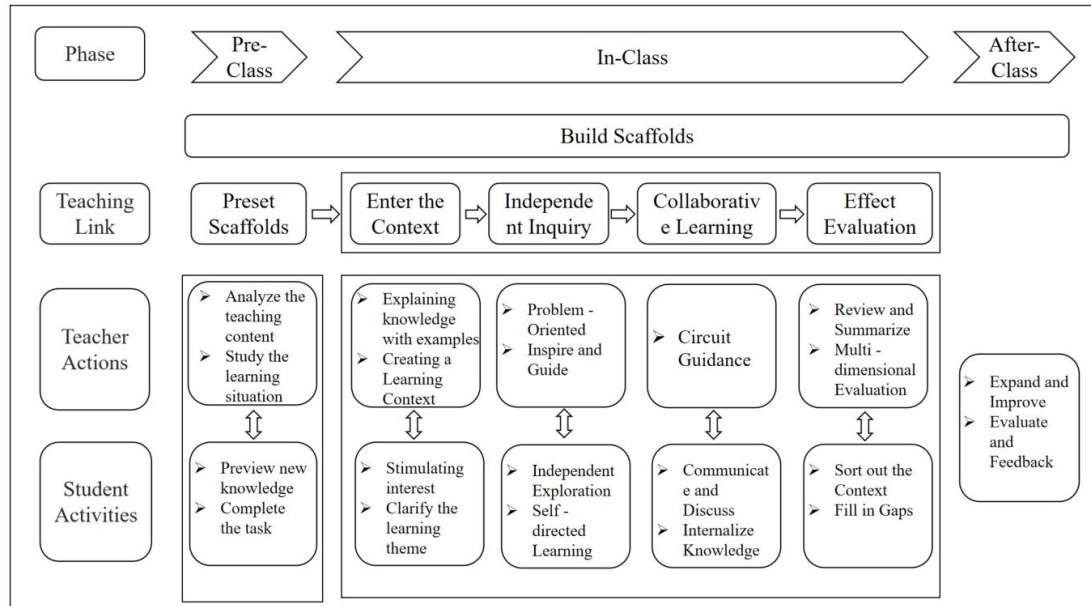 Phase
Pre-
Class
In-Class
After-
Class
Build Scaffolds
Teaching
Link
Preset
Scaffolds
Enter the
Context
Independe
nt Inquiry
Collaborativ
e Learning
Effect
Evaluation
Teacher
Actions
➤ Analyze the
teaching
content
➤ Study the
learning
situation
➤ Explaining
knowledge
with examples
➤ Creating a
Learning
Context
➤ Problem -
Oriented
➤ Inspire and
Guide
➤ Circuit
Guidance
➤ Review and
Summarize
➤ Multi -
dimensional
Evaluation
Student
Activities
➤ Preview new
knowledge
➤ Complete
the task
➤ Stimulating
interest
➤ Clarify the
learning
theme
➤ Independent
Exploration
➤ Self -
directed
Learning
➤ Communicat
e and
Discuss
➤ Internalize
Knowledge
➤ Sort out the
Context
➤ Fill in Gaps
➤ Expand and
Improve
➤ Evaluate
and
Feedback